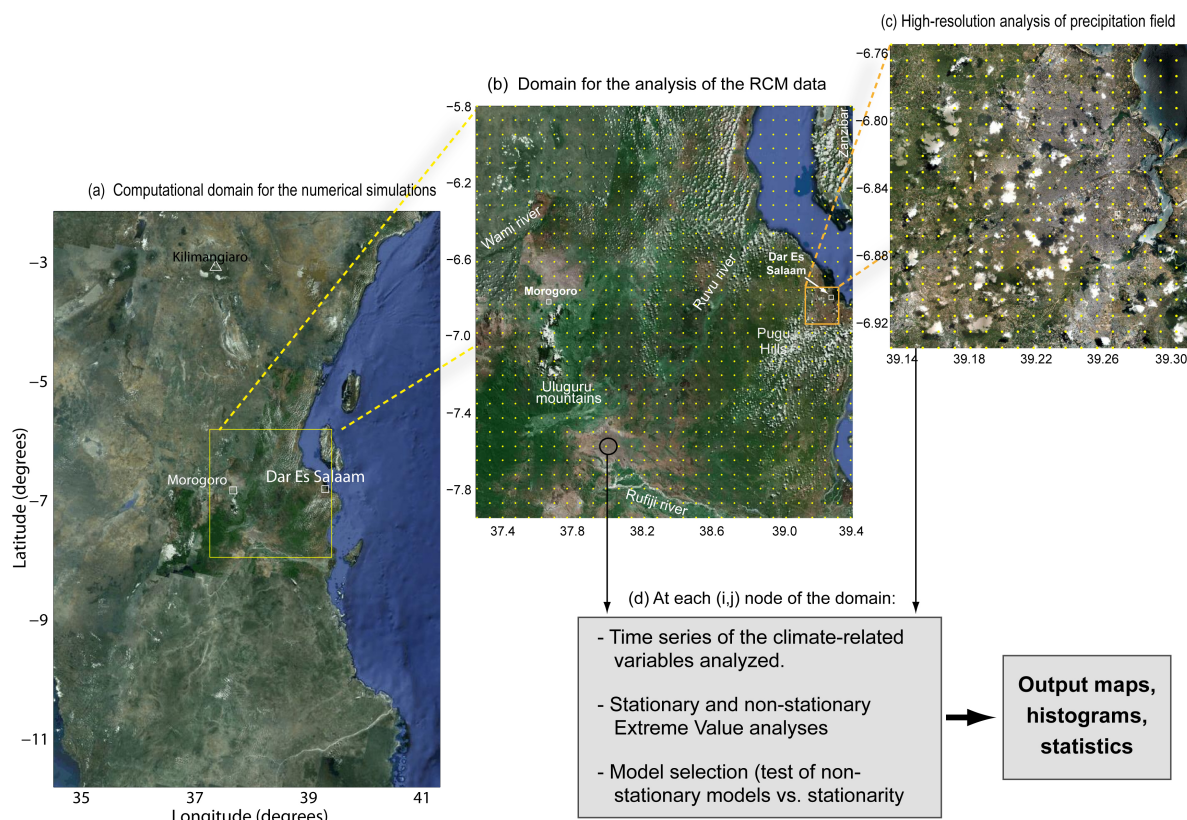 (c) High-resolution analysis of precipitation field
−6.76
−6.80
−6.84
−6.88
−6.92
39.14
39.18
39.22
39.26
39.30
(b) Domain for the analysis of the RCM data
−5.8
−6.2
−6.6
−7.0
−7.4
−7.8
37.4
37.8
38.2
38.6
39.0
39.4
Zanzibar
Wami river
Dar Es
Salaam
Ruvu river
Morogoro
Pugu
Hills
Uluguru
mountains
Rufiji river
(a) Computational domain for the numerical simulations
Kilimangiaro
Morogoro
Dar Es Salaam
Latitude (degrees)
−3
−5
−7
−9
−11
35
37
39
41
Longitude (degrees)
(d) At each (i,j) node of the domain:
- Time series of the climate-related
variables analyzed.
- Stationary and non-stationary
Extreme Value analyses
- Model selection (test of non-
stationary models vs. stationarity
Output maps,
histograms,
statistics